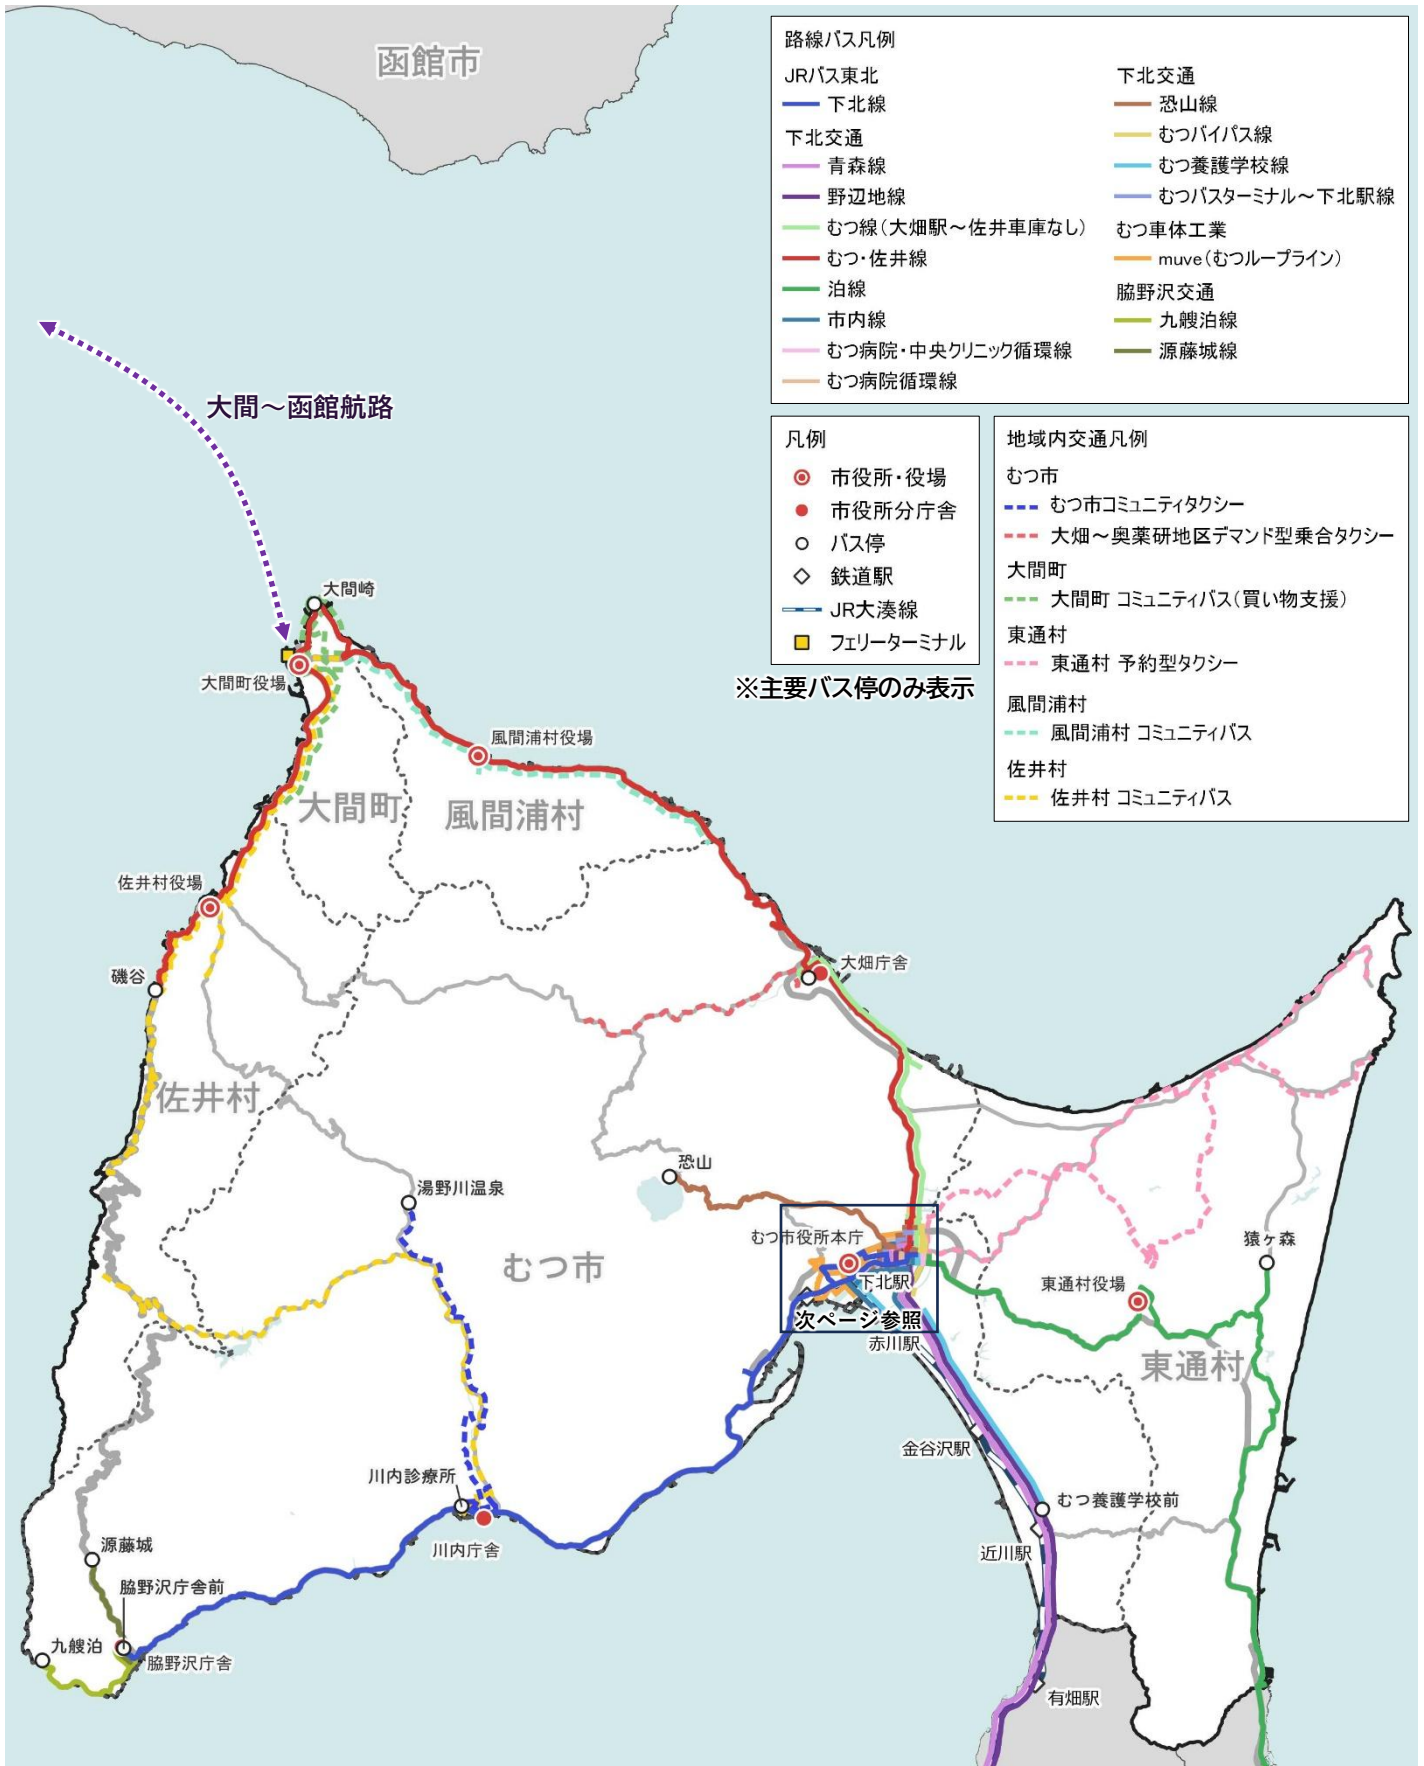 函館市
路線バス凡例
JRバス東北
下北線
下北交通
青森線
野辺地線
むつ線(大畑駅～佐井車庫なし)
むつ・佐井線
泊線
市内線
むつ病院・中央クリニック循環線
むつ病院循環線
下北交通
恐山線
むつバイパス線
むつ養護学校線
むつバスターミナル～下北駅線
むつ車体工業
muve(むつループライン)
脇野沢交通
九艘泊線
源藤城線
凡例
市役所・役場
市役所分庁舎
バス停
鉄道駅
JR大湊線
フェリーターミナル
※主要バス停のみ表示
地域内交通凡例
むつ市
むつ市コミュニティタクシー
大畑～奥薬研地区デマンド型乗合タクシー
大間町
大間町 コミュニティバス(買い物支援)
東通村
東通村 予約型タクシー
風間浦村
風間浦村 コミュニティバス
佐井村
佐井村 コミュニティバス
大間～函館航路
大間崎
大間町役場
風間浦村役場
大間町
風間浦村
佐井村役場
磯谷
大畑庁舎
佐井村
恐山
湯野川温泉
むつ市
むつ市役所本庁
下北駅
次ページ参照
赤川駅
猿ヶ森
東通村役場
東通村
金谷沢駅
川内診療所
川内庁舎
むつ養護学校前
近川駅
源藤城
脇野沢庁舎前
九艘泊
脇野沢庁舎
有畑駅